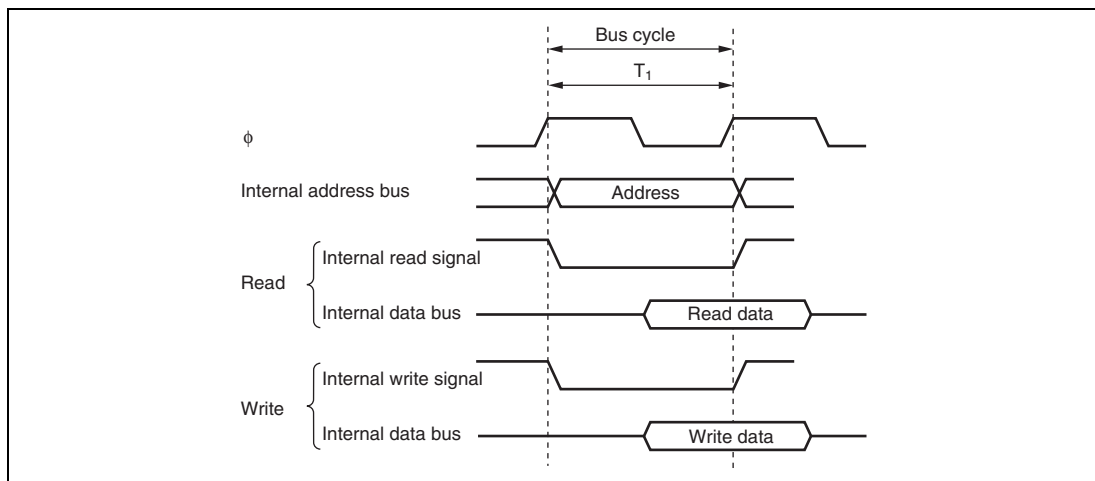 Bus cycle
T₁
ϕ
Internal address bus
Address
Read
Internal read signal
Internal data bus
Read data
Write
Internal write signal
Internal data bus
Write data